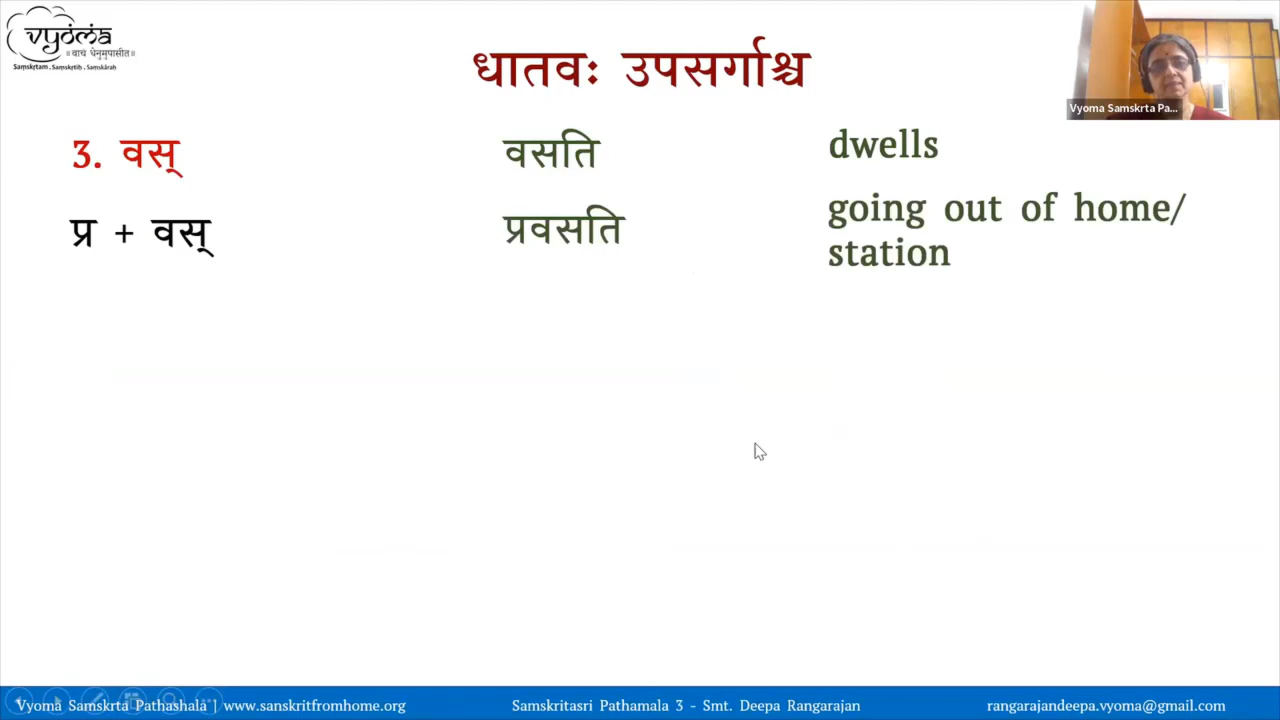 vyoma
॥ वाचं धेनुमुपासीत॥
Saṃskṛtam . Saṃskṛtiḥ . Saṃskāraḥ
धातवः उपसर्गाश्च
Vyoma Samskrta Pa...
3. वस् वसति dwells
प्र + वस् प्रवसति going out of home/
station
Vyoma Samskrta Pathashala | www.sanskritfromhome.org Samskritasri Pathamala 3 - Smt. Deepa Rangarajan rangarajandeepa.vyoma@gmail.com